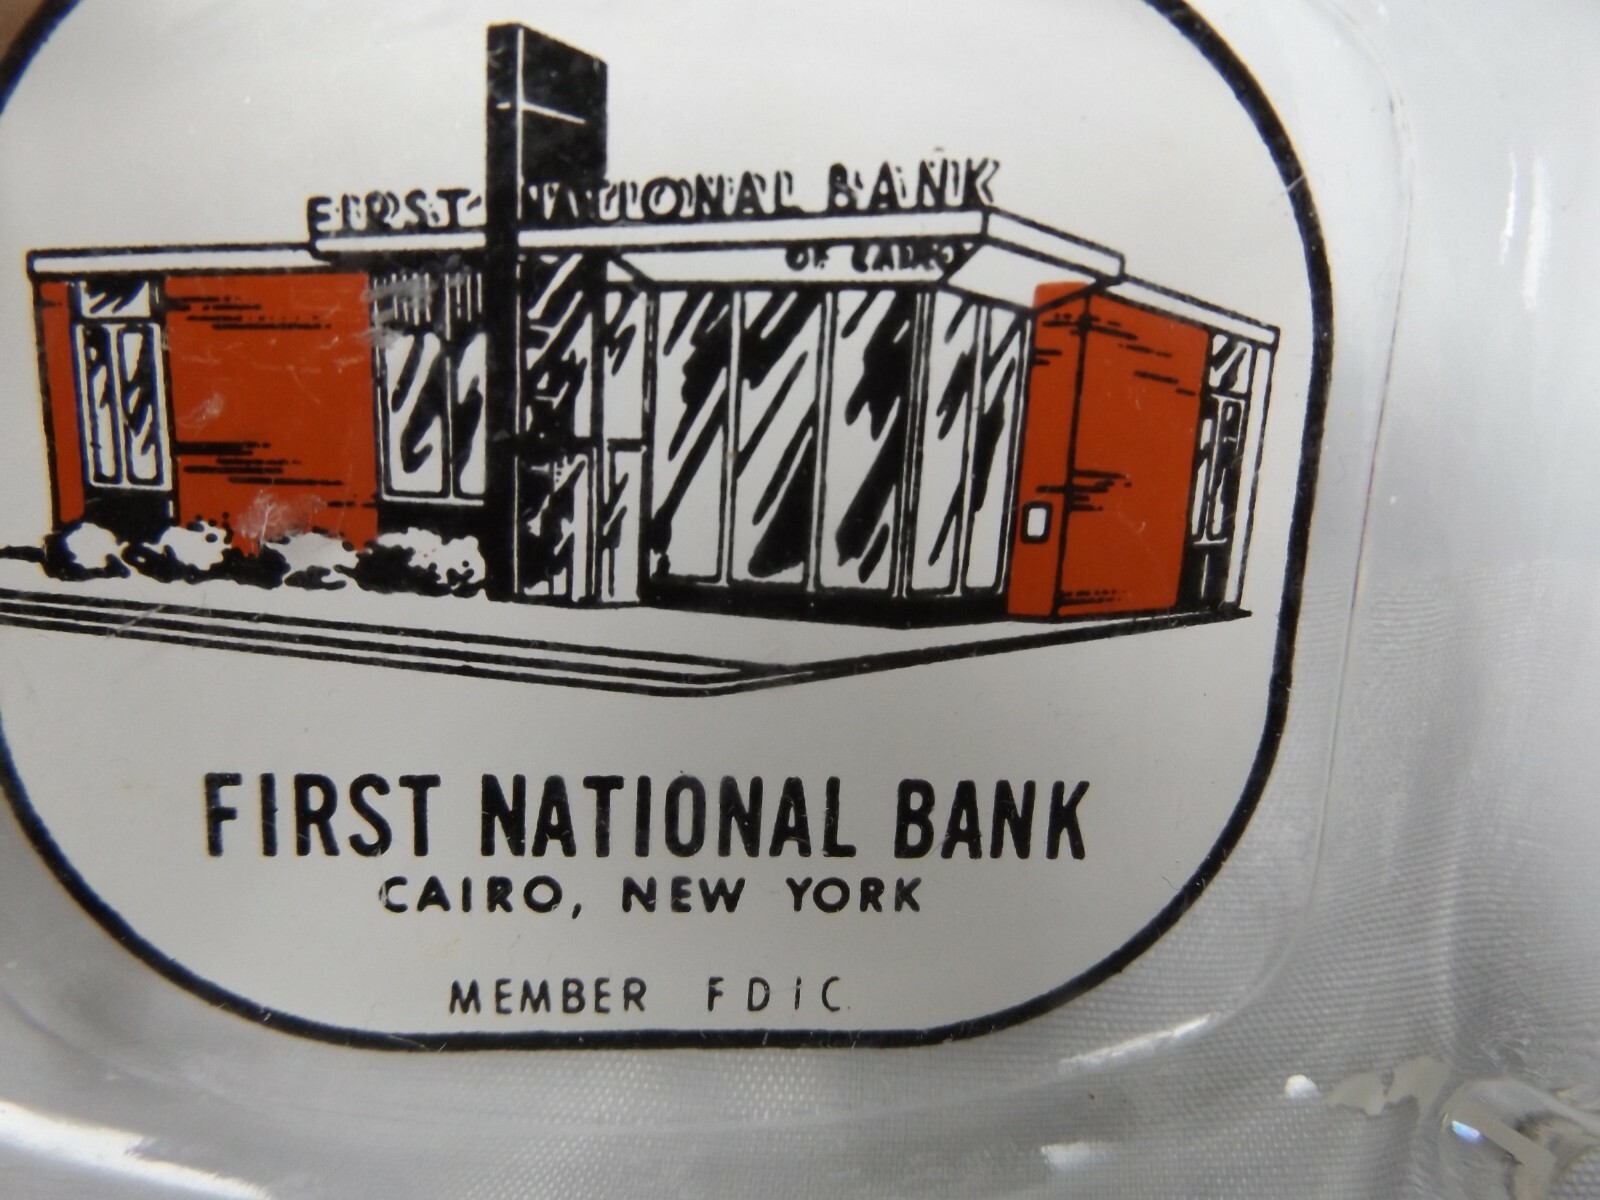 FIRST NATIONAL BANK
OF CAIRO
FIRST NATIONAL BANK
CAIRO, NEW YORK
MEMBER FDIC